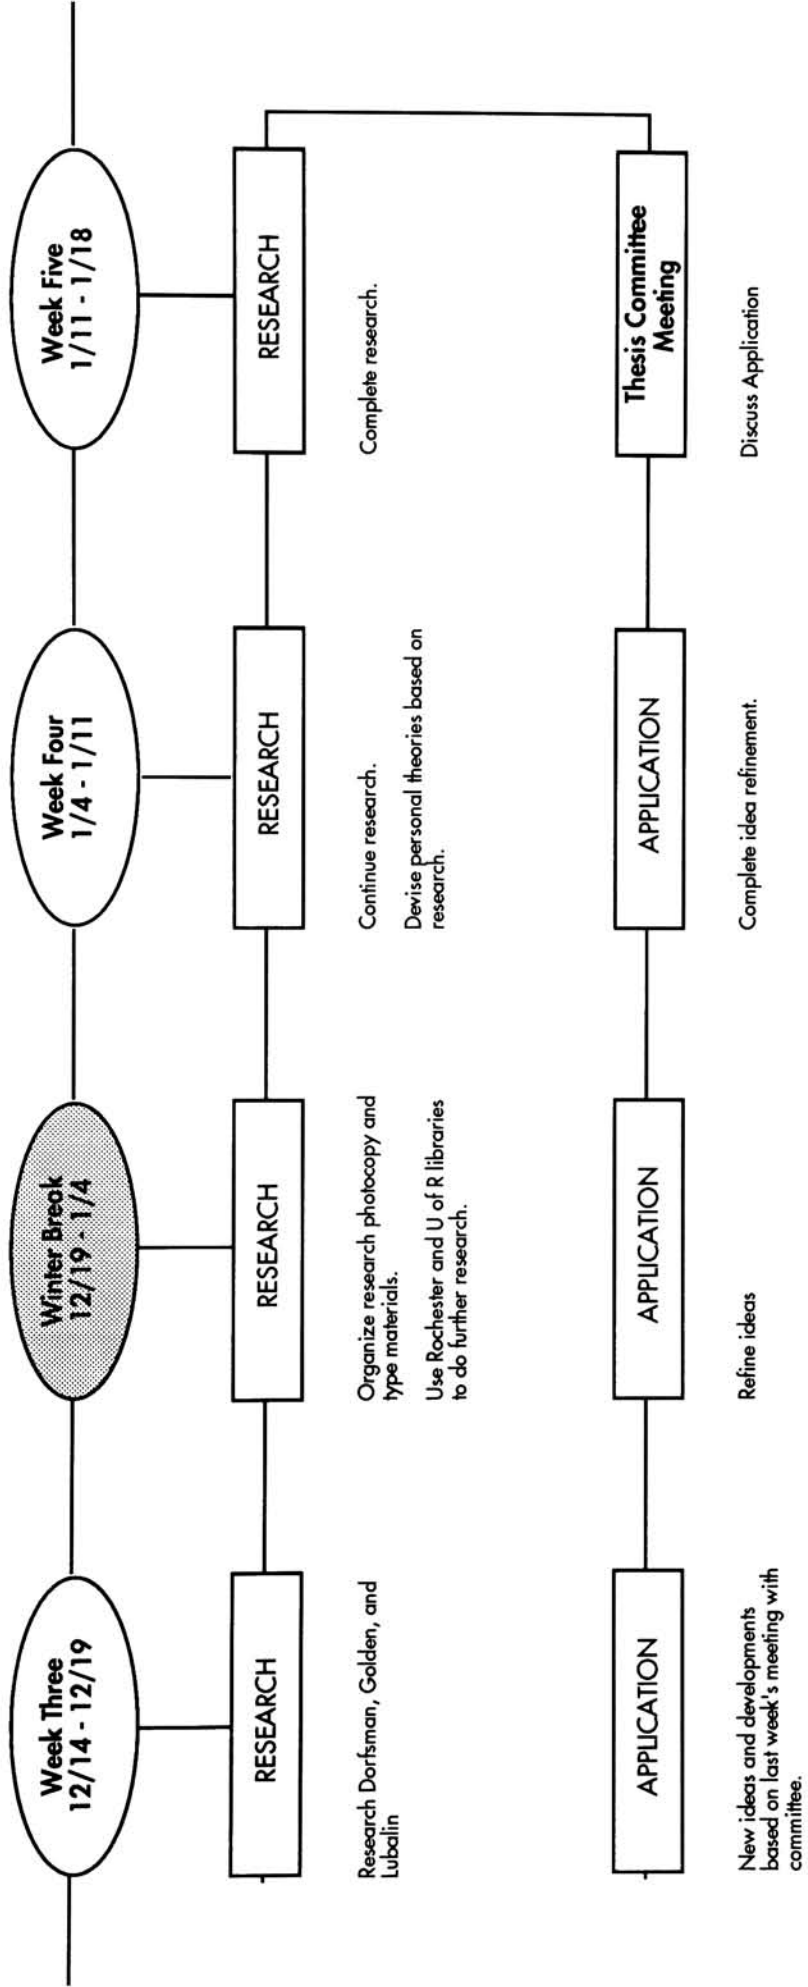 Week Three
12/14 - 12/19
Winter Break
12/19 - 1/4
Week Four
1/4 - 1/11
Week Five
1/11 - 1/18
RESEARCH
RESEARCH
RESEARCH
RESEARCH
Research Dorfsman, Golden, and
Lubalin
Organize research photocopy and
type materials.
Use Rochester and U of R libraries
to do further research.
Continue research.
Devise personal theories based on
research.
Complete research.
APPLICATION
APPLICATION
APPLICATION
Thesis Committee
Meeting
New ideas and developments
based on last week's meeting with
committee.
Refine ideas
Complete idea refinement.
Discuss Application